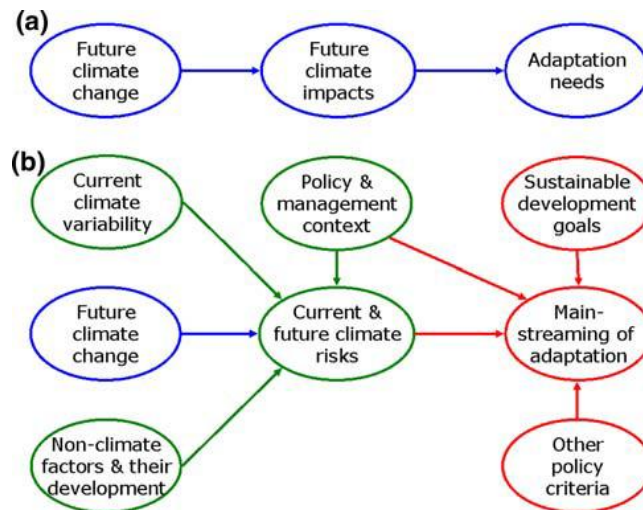 (a)
Future
climate
change
Future
climate
impacts
Adaptation
needs
(b)
Current
climate
variability
Policy &
management
context
Sustainable
development
goals
Future
climate
change
Current &
future climate
risks
Main-
streaming of
adaptation
Non-climate
factors & their
development
Other
policy
criteria